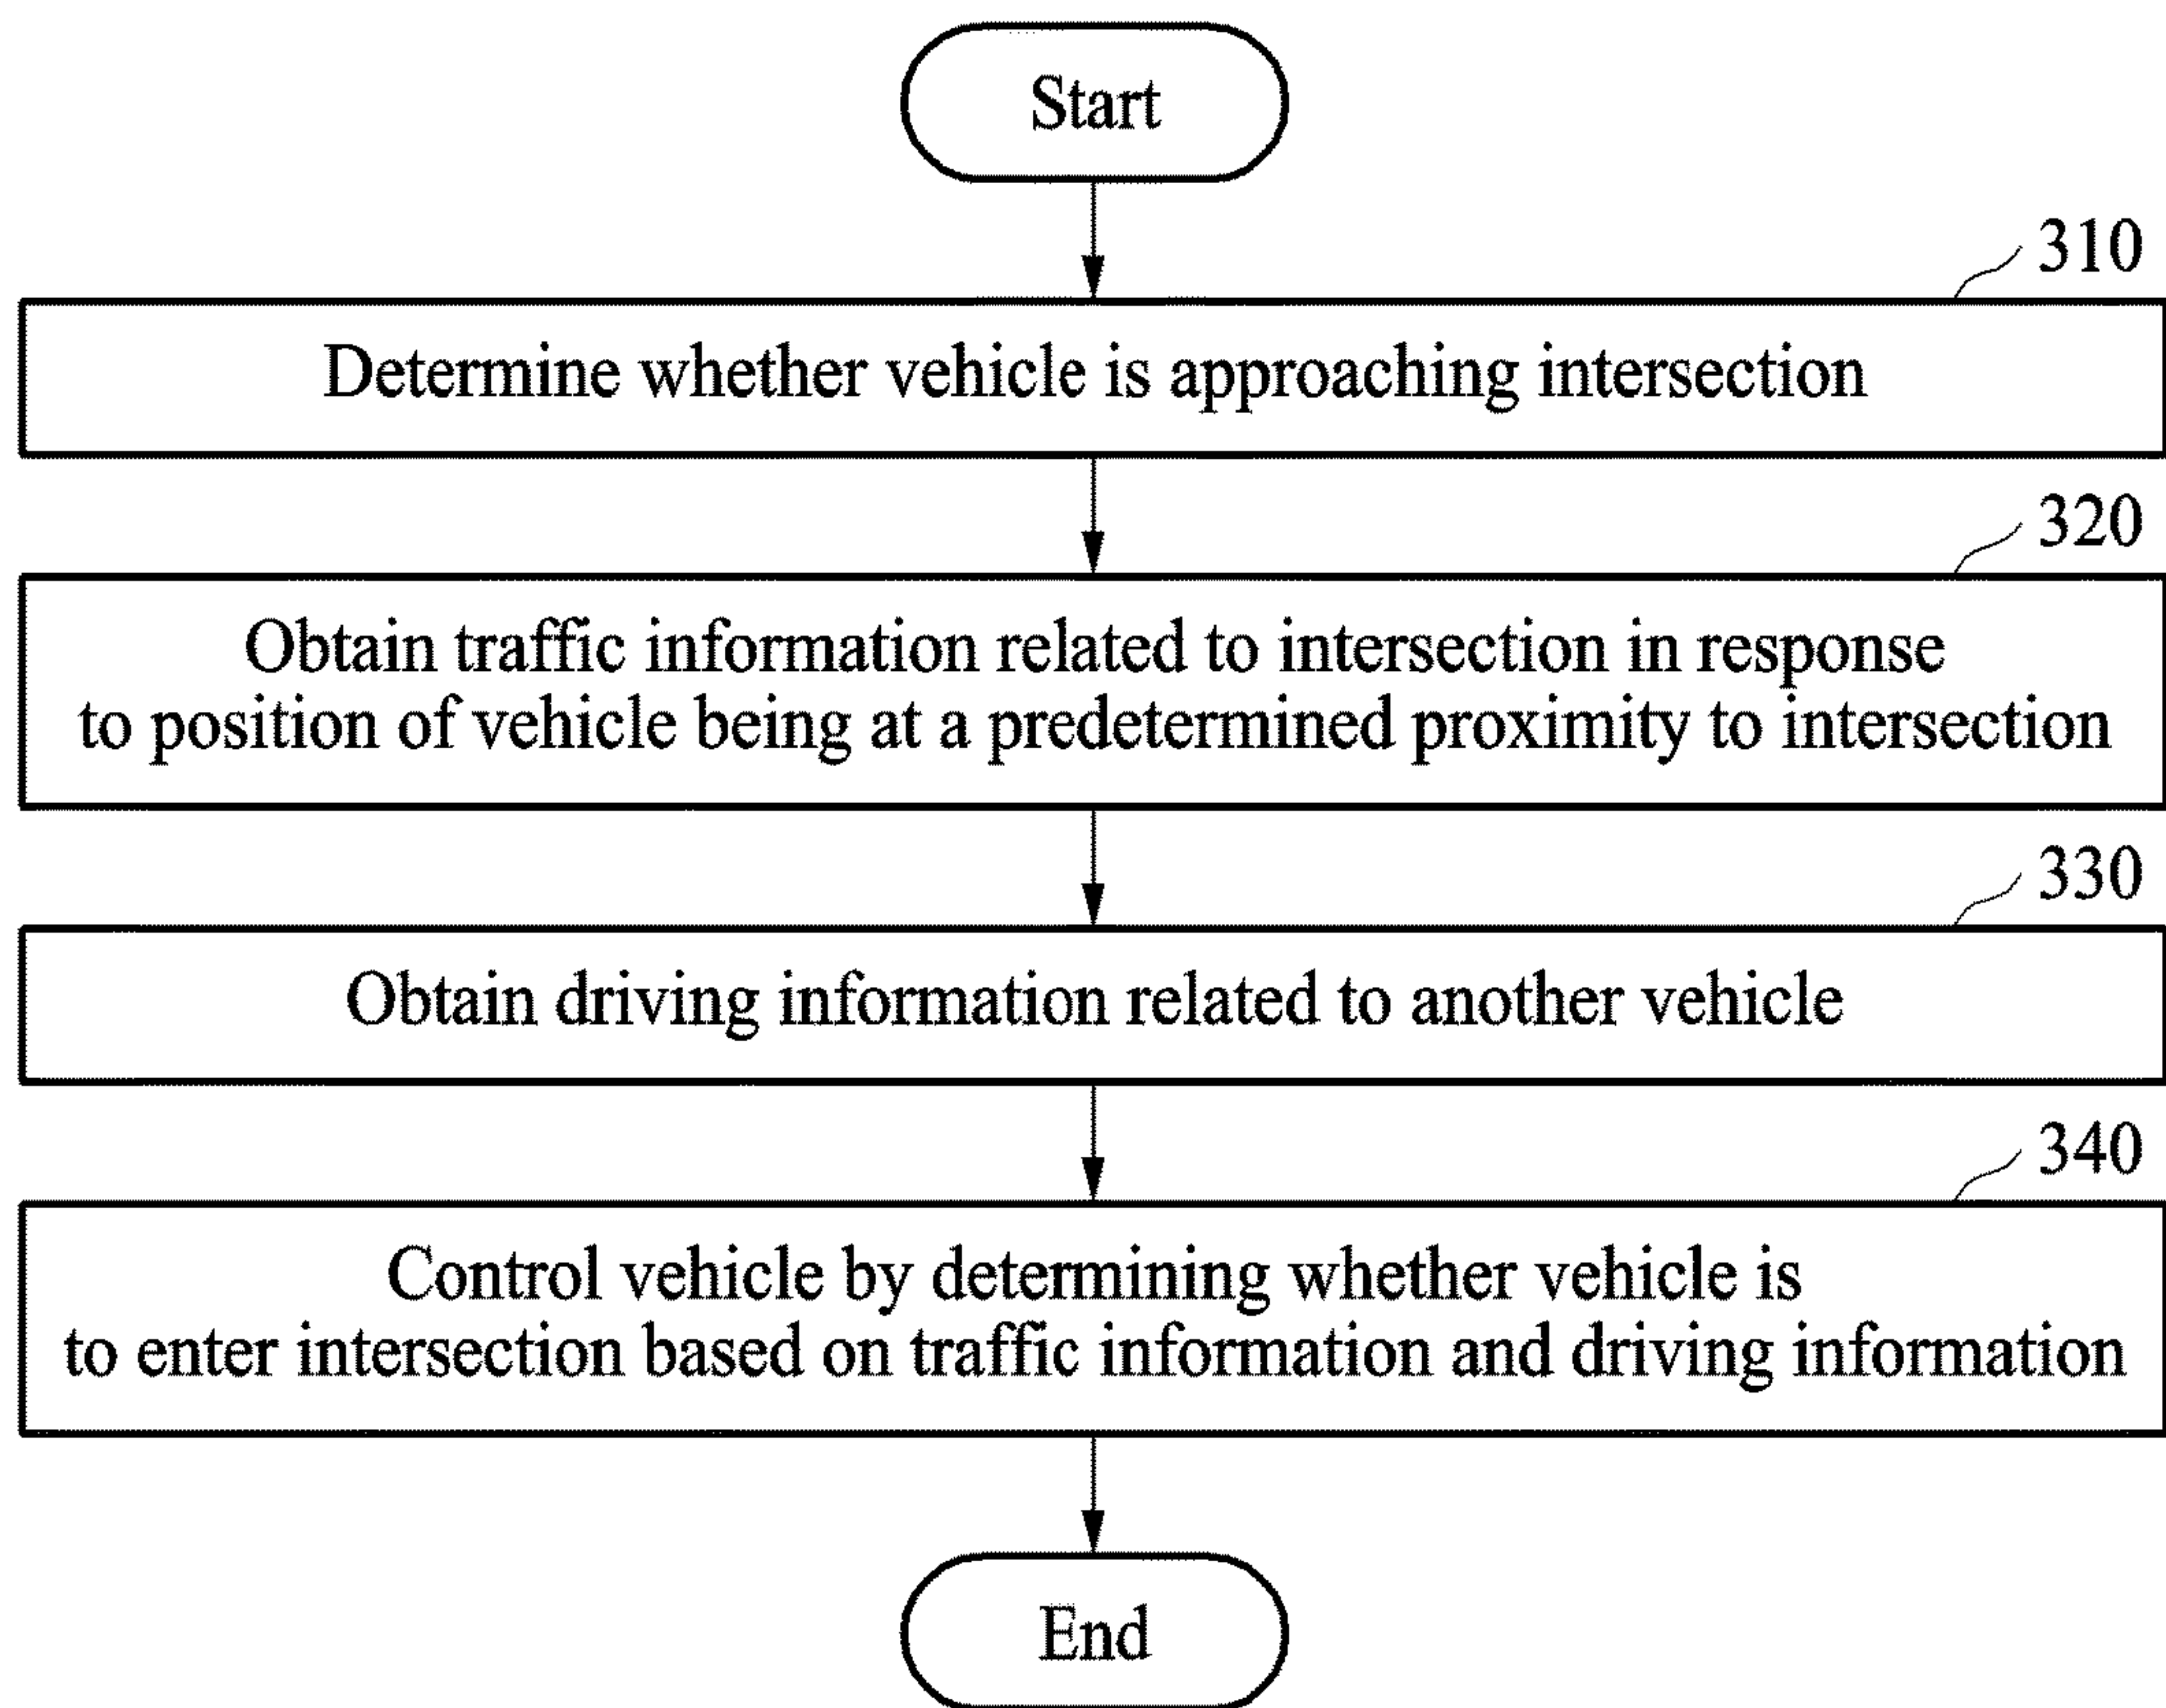 Start
310
Determine whether vehicle is approaching intersection
320
Obtain traffic information related to intersection in response
to position of vehicle being at a predetermined proximity to intersection
330
Obtain driving information related to another vehicle
340
Control vehicle by determining whether vehicle is
to enter intersection based on traffic information and driving information
End